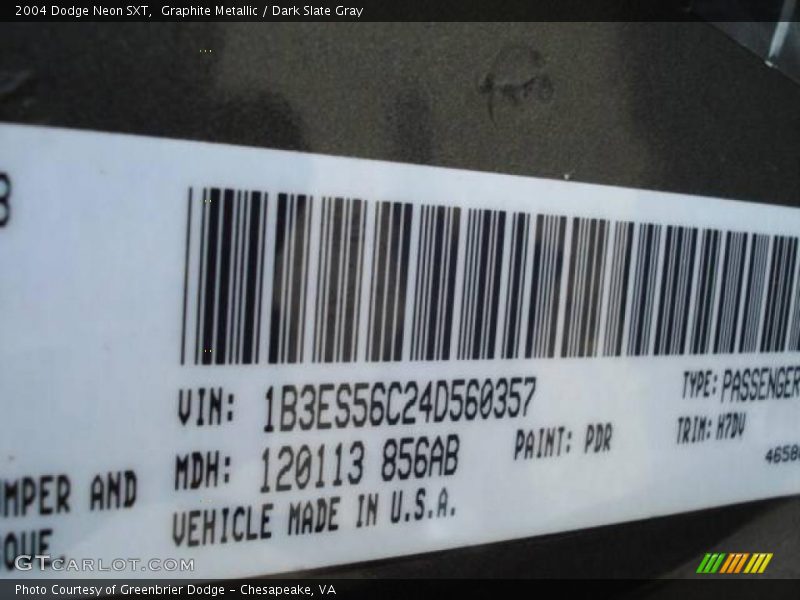 2004 Dodge Neon SXT,  Graphite Metallic / Dark Slate Gray
VIN: 1B3ES56C24D560357
TYPE: PASSENGER
MDH: 120113 856AB
PAINT: PDR
TRIM: H7DV
4658
MPER AND
VEHICLE MADE IN U.S.A.
OVE.
GTCARLOT.COM
Photo Courtesy of Greenbrier Dodge – Chesapeake, VA